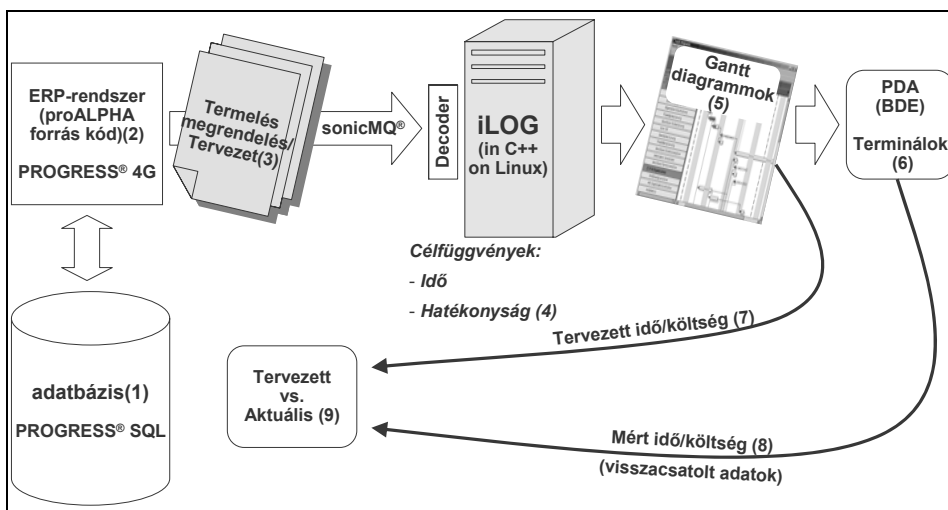 ERP-rendszer
(proALPHA
forrás kód)(2)
PROGRESS® 4G
Termelés
megrendelés/
Tervezet(3)
sonicMQ®
Decoder
iLOG
(in C++
on Linux)
Gantt
diagrammok
(5)
PDA
(BDE)
Terminálok
(6)
Célfüggvények:
- Idő
- Hatékonyság (4)
Tervezett idő/költség (7)
adatbázis(1)
PROGRESS® SQL
Tervezett
vs.
Aktuális (9)
Mért idő/költség (8)
(visszacsatolt adatok)